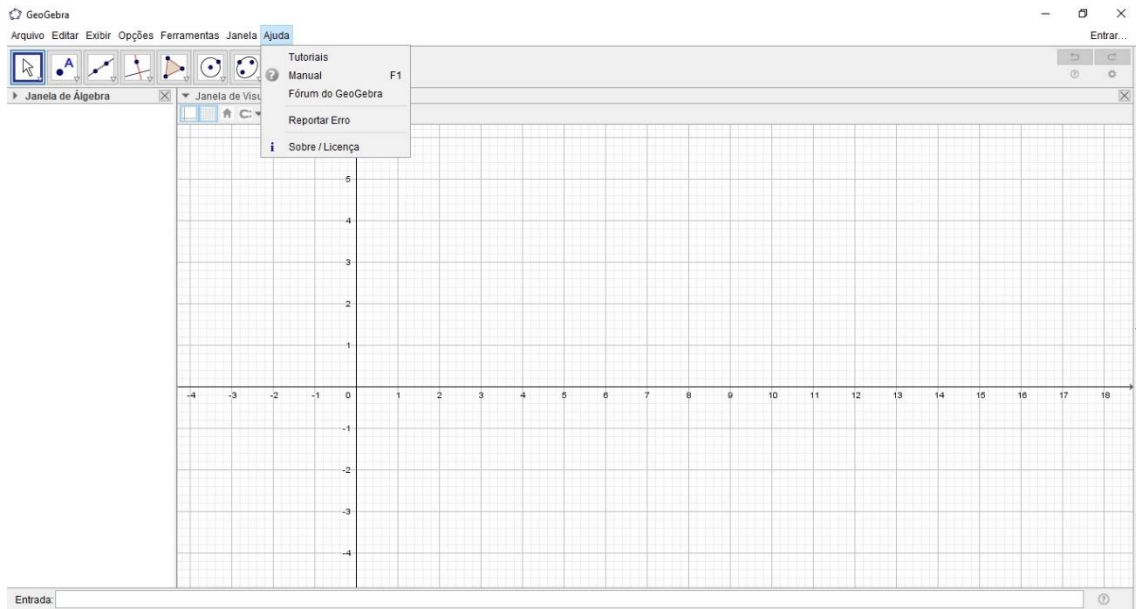 GeoGebra
Arquivo Editar Exibir Opções Ferramentas Janela Ajuda Entrar...
Tutoriais
Manual F1
Fórum do GeoGebra
Reportar Erro
Sobre / Licença
A
Janela de Álgebra
Janela de
5
4
3
2
1
-4 -3 -2 -1 0 1 2 3 4 5 6 7 8 9 10 11 12 13 14 15 16 17 18
-1
-2
-3
-4
Entrada: